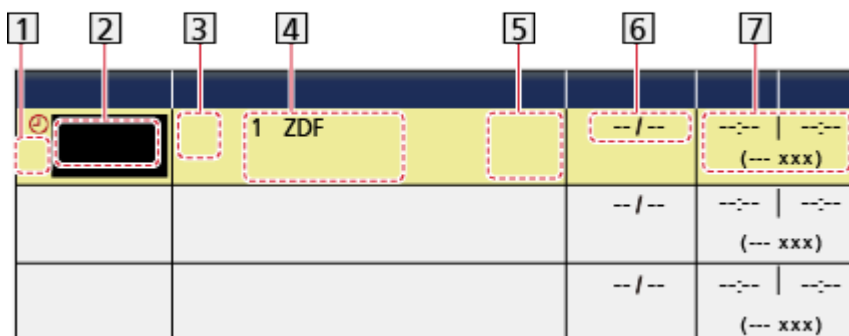 1 2 3 4 5 6 7
1 ZDF --/-- --:-- | --:--
(--- xxx)
--/-- --:-- | --:--
(--- xxx)
--/-- --:-- | --:--
(--- xxx)